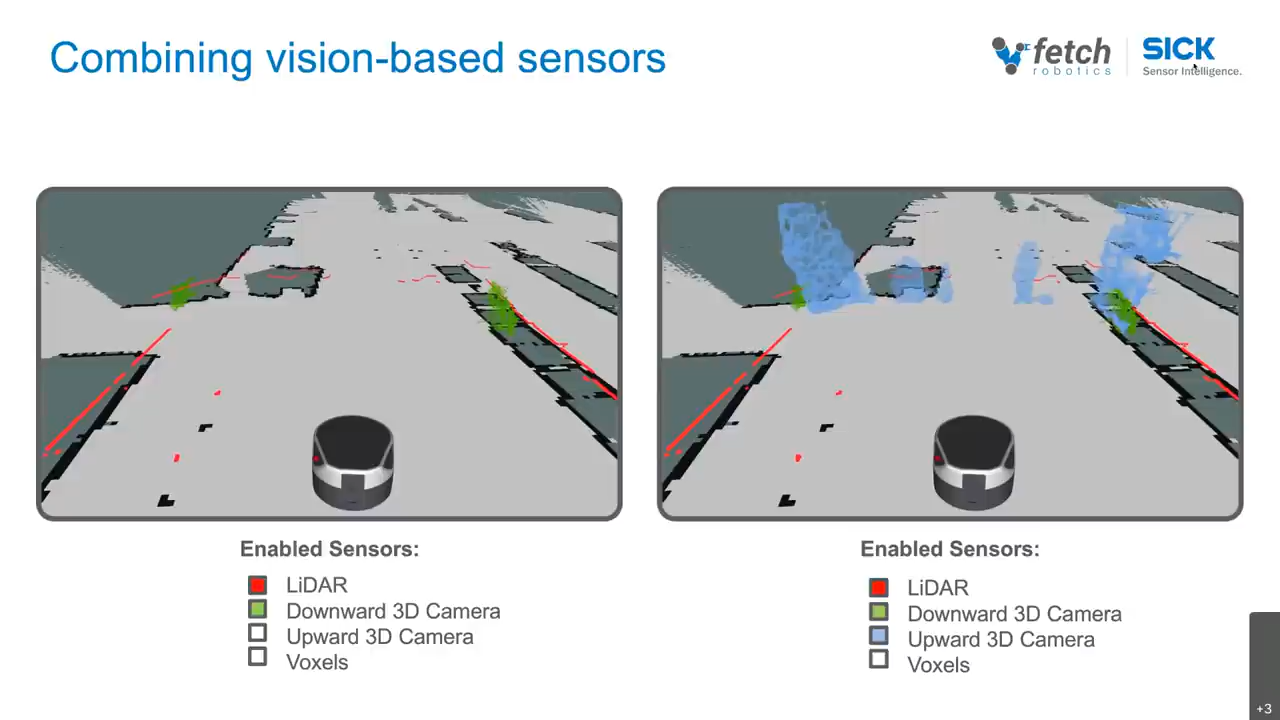 Combining vision-based sensors
fetch
robotics
SICK
Sensor Intelligence.
Enabled Sensors:
LiDAR
Downward 3D Camera
Upward 3D Camera
Voxels
Enabled Sensors:
LiDAR
Downward 3D Camera
Upward 3D Camera
Voxels
+3